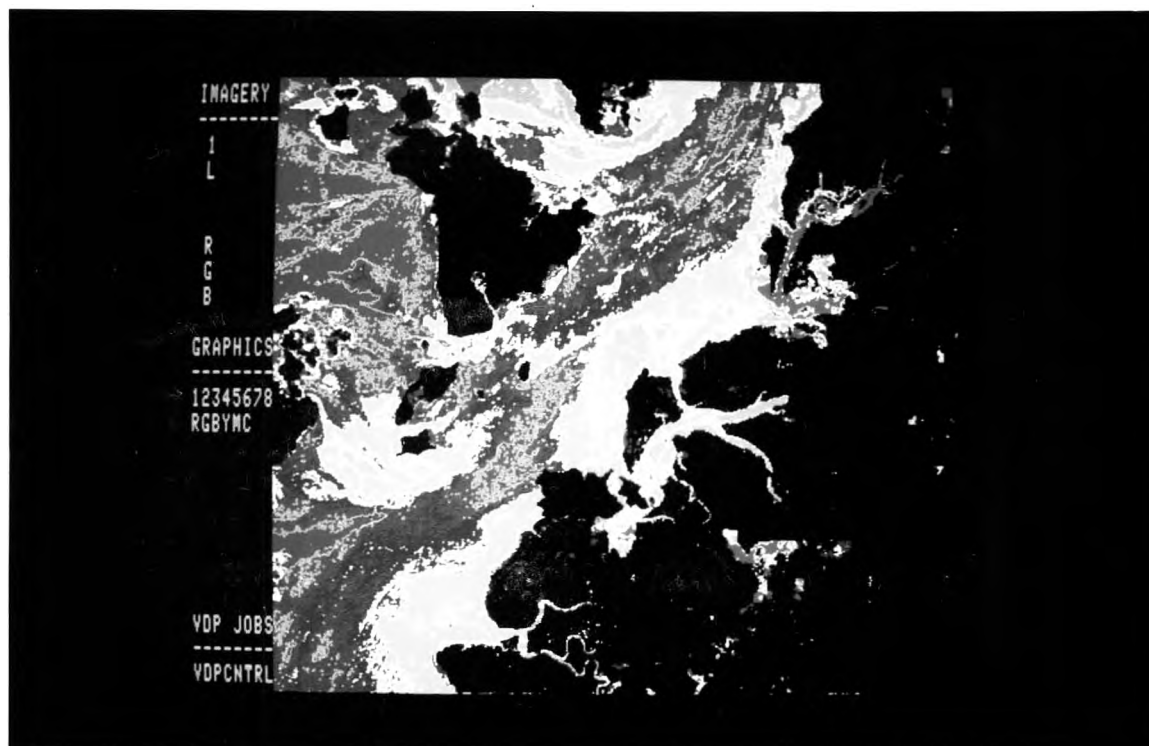 IMAGERY
1
L
R
G
B
GRAPHICS
12345678
RGBYMC
VDP JOBS
VDPCNTRL